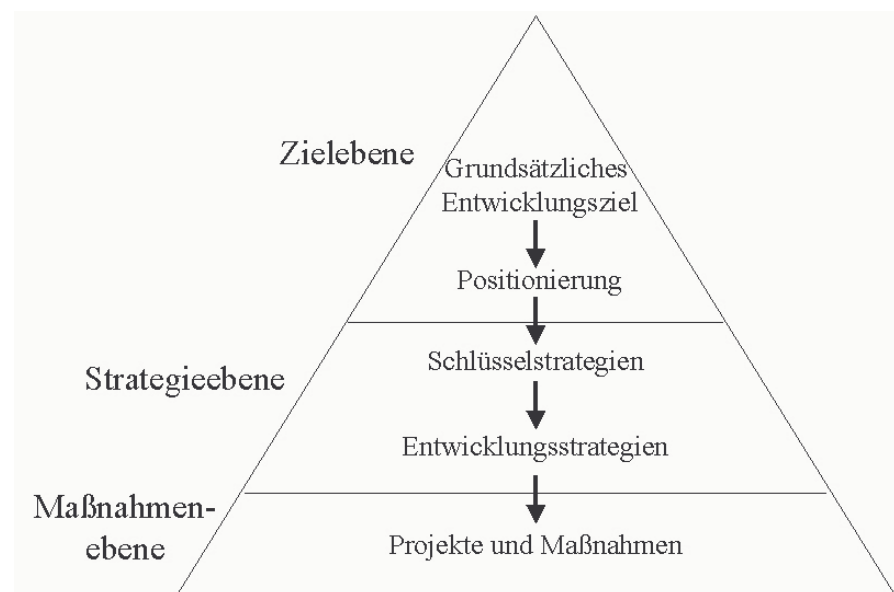 Zielebene
Grundsätzliches
Entwicklungsziel
Positionierung
Strategieebene
Schlüsselstrategien
Entwicklungsstrategien
Maßnahmen-
ebene
Projekte und Maßnahmen